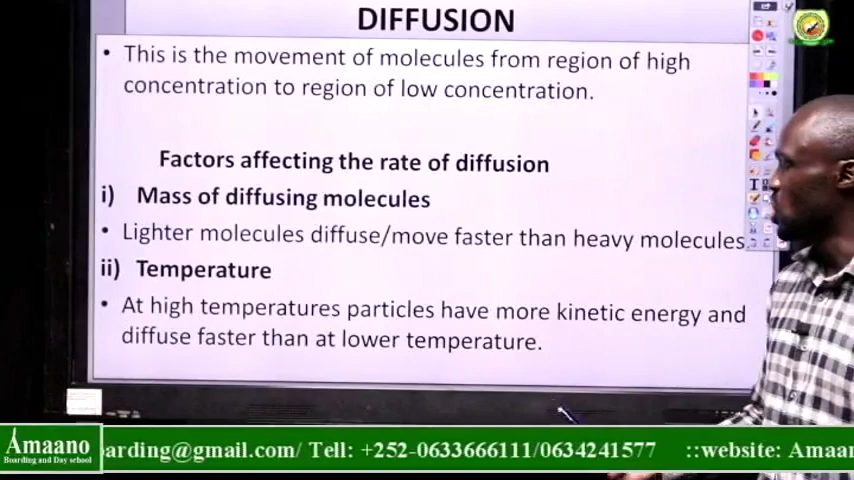 DIFFUSION
• This is the movement of molecules from region of high
concentration to region of low concentration.
Factors affecting the rate of diffusion
i) Mass of diffusing molecules
• Lighter molecules diffuse/move faster than heavy molecules.
ii) Temperature
• At high temperatures particles have more kinetic energy and
diffuse faster than at lower temperature.
Amaano
Boarding and Day school
arding@gmail.com/ Tell: +252-0633666111/0634241577 ::website: Amaa